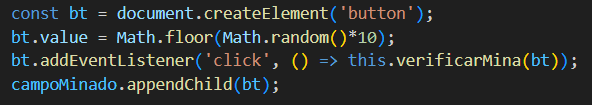 const bt = document.createElement('button');
bt.value = Math.floor(Math.random()*10);
bt.addEventListener('click', () => this.verificarMina(bt));
campoMinado.appendChild(bt);